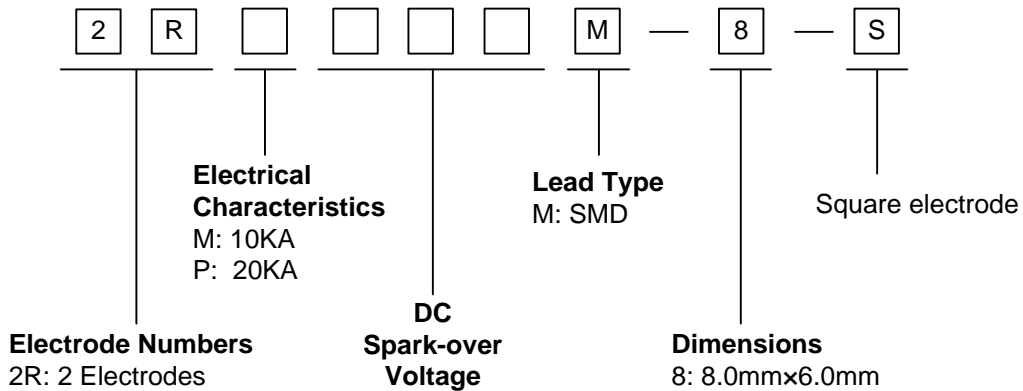 2 R M — 8 — S
Electrical
Characteristics
M: 10KA
P: 20KA
Lead Type
M: SMD
Square electrode
DC
Spark-over
Voltage
Electrode Numbers
2R: 2 Electrodes
Dimensions
8: 8.0mm×6.0mm